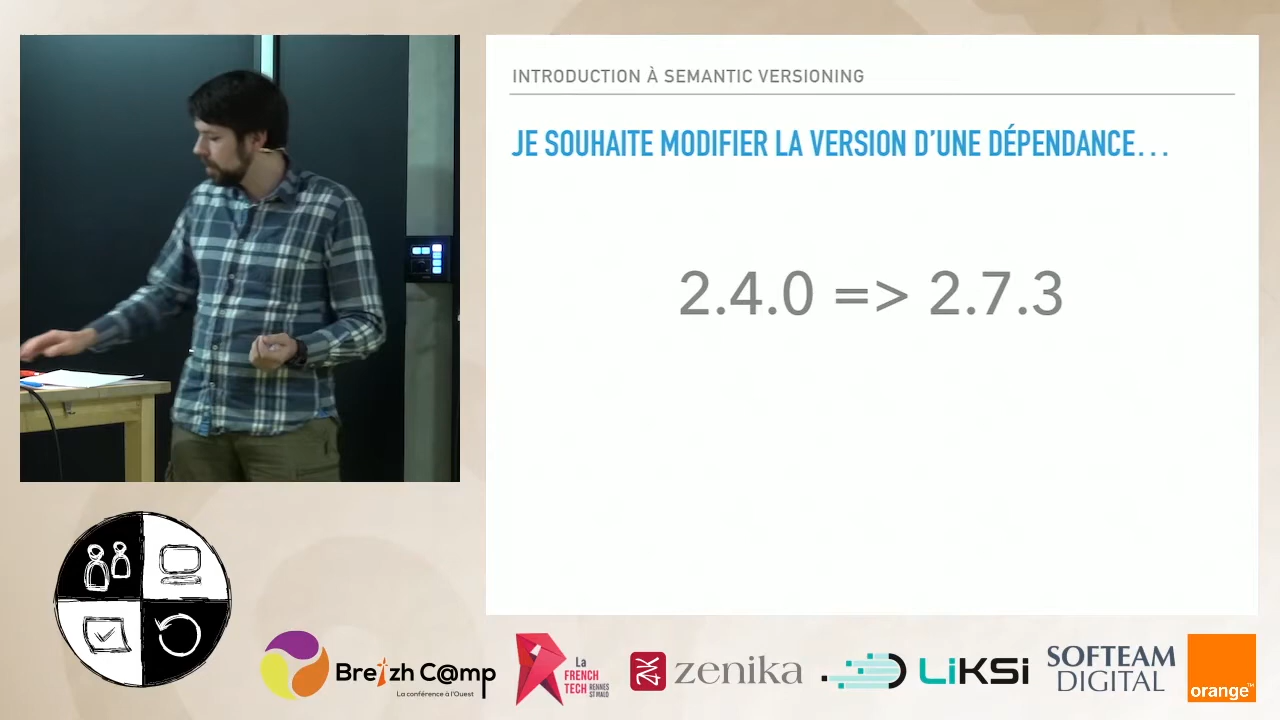 INTRODUCTION À SEMANTIC VERSIONING
JE SOUHAITE MODIFIER LA VERSION D’UNE DÉPENDANCE...
2.4.0 => 2.7.3
Breizh C@mp
La conférence à l'Ouest
La
FRENCH
TECH
RENNES
ST MALO
zenika
LiKSi
SOFTEAM
DIGITAL
orange™